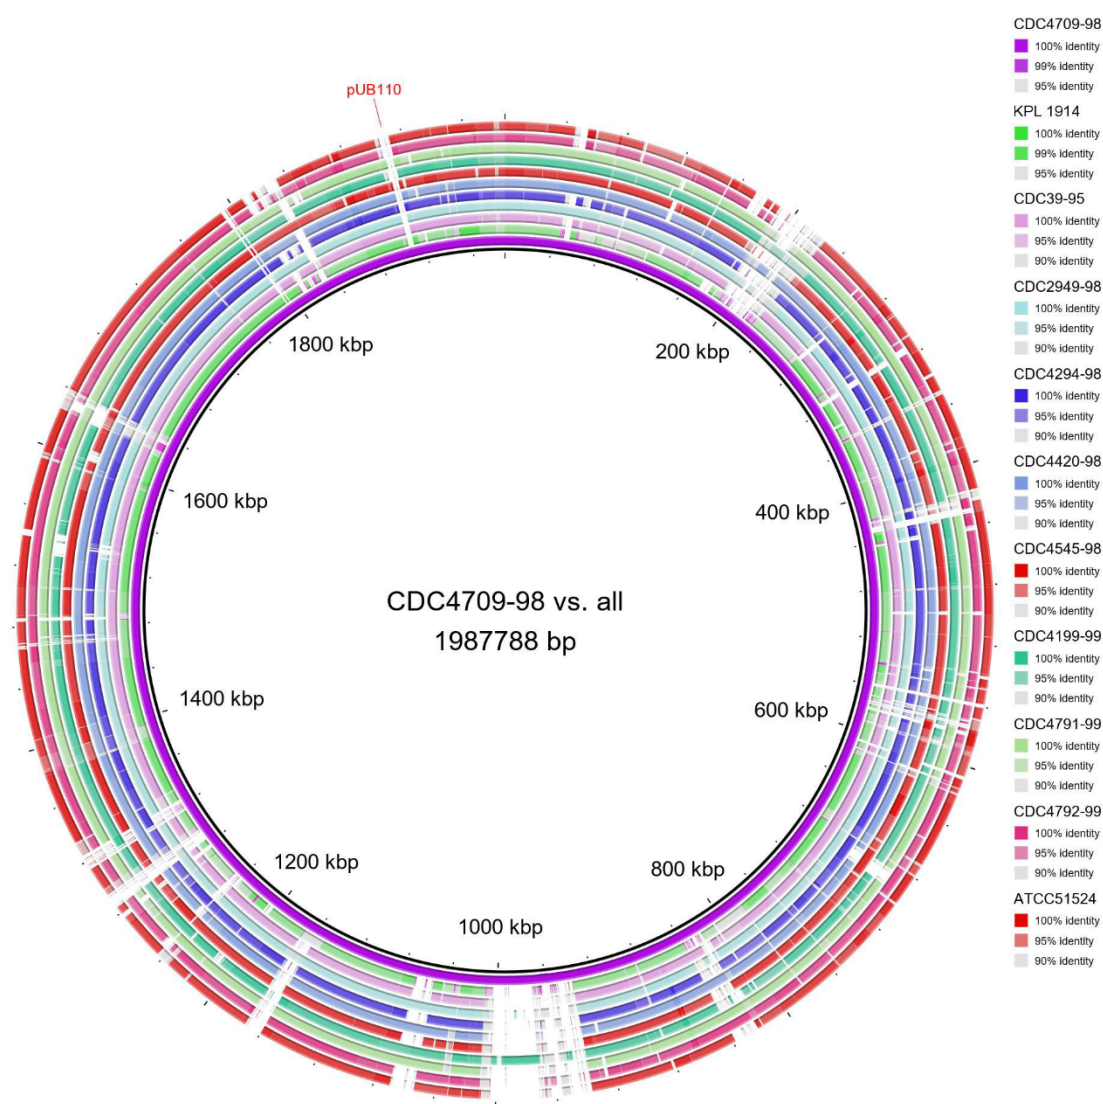 pUB110
1800 kbp
200 kbp
1600 kbp
400 kbp
CDC4709-98 vs. all
1987788 bp
1400 kbp
600 kbp
1200 kbp
800 kbp
1000 kbp
CDC4709-98
100% identity
99% identity
95% identity
KPL 1914
100% identity
99% identity
95% identity
CDC39-95
100% identity
95% identity
90% identity
CDC2949-98
100% identity
95% identity
90% identity
CDC4294-98
100% identity
95% identity
90% identity
CDC4420-98
100% identity
95% identity
90% identity
CDC4545-98
100% identity
95% identity
90% identity
CDC4199-99
100% identity
95% identity
90% identity
CDC4791-99
100% identity
95% identity
90% identity
CDC4792-99
100% identity
95% identity
90% identity
ATCC51524
100% identity
95% identity
90% identity